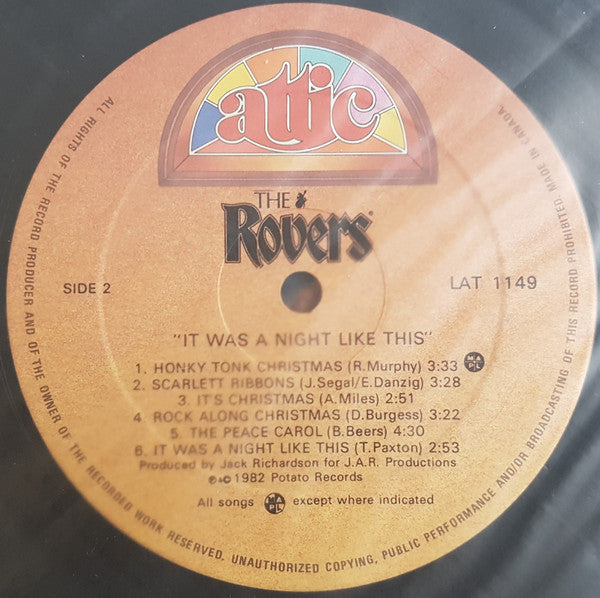 attic
THE
Rovers
SIDE 2
LAT 1149
"IT WAS A NIGHT LIKE THIS"
1. HONKY TONK CHRISTMAS (R.Murphy) 3:33 MAPL
2. SCARLETT RIBBONS (J.Segal/E.Danzig) 3:28
3. IT'S CHRISTMAS (A.Miles) 2:51
4. ROCK ALONG CHRISTMAS (D.Burgess) 3:22
5. THE PEACE CAROL (B.Beers) 4:30
6. IT WAS A NIGHT LIKE THIS (T.Paxton) 2:53
Produced by Jack Richardson for J.A.R. Productions
℗&© 1982 Potato Records
All songs MAPL except where indicated
ALL RIGHTS OF THE RECORD PRODUCER AND OF THE OWNER OF THE RECORDED WORK RESERVED. UNAUTHORIZED COPYING, PUBLIC PERFORMANCE AND/OR BROADCASTING OF THIS RECORD PROHIBITED. MADE IN CANADA.